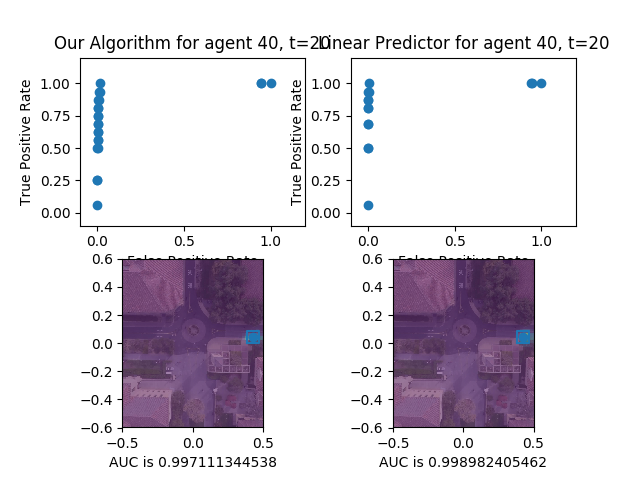 Our Algorithm for agent 40, t=20
Linear Predictor for agent 40, t=20
True Positive Rate
1.00
0.75
0.50
0.25
0.00
0.0 0.5 1.0
False Positive Rate
True Positive Rate
1.00
0.75
0.50
0.25
0.00
0.0 0.5 1.0
False Positive Rate
0.6
0.4
0.2
0.0
−0.2
−0.4
−0.6
−0.5 0.0 0.5
AUC is 0.997111344538
0.6
0.4
0.2
0.0
−0.2
−0.4
−0.6
−0.5 0.0 0.5
AUC is 0.998982405462